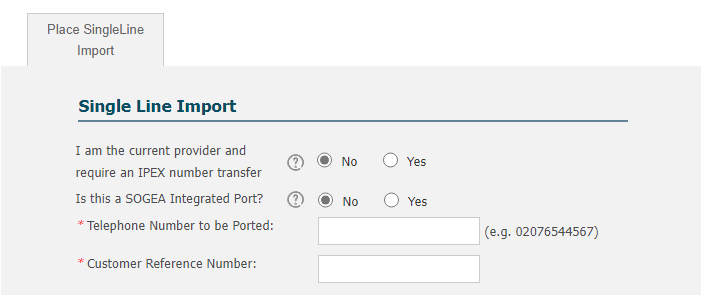 Place SingleLine
Import
Single Line Import
I am the current provider and
require an IPEX number transfer
? No Yes
Is this a SOGEA Integrated Port? ? No Yes
* Telephone Number to be Ported: (e.g. 02076544567)
* Customer Reference Number: